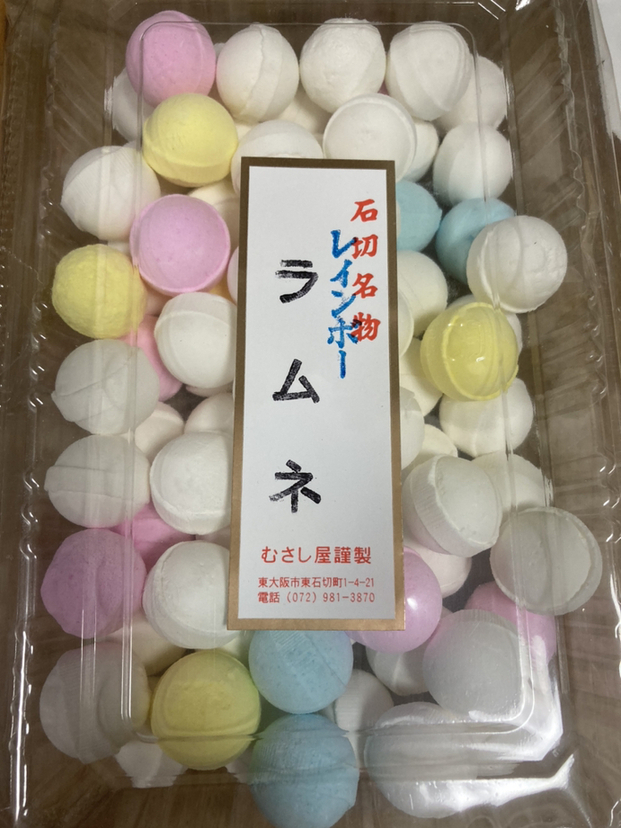 石切名物
レインボー
ラムネ
むさし屋謹製
東大阪市東石切町1-4-21
電話(072)981-3870